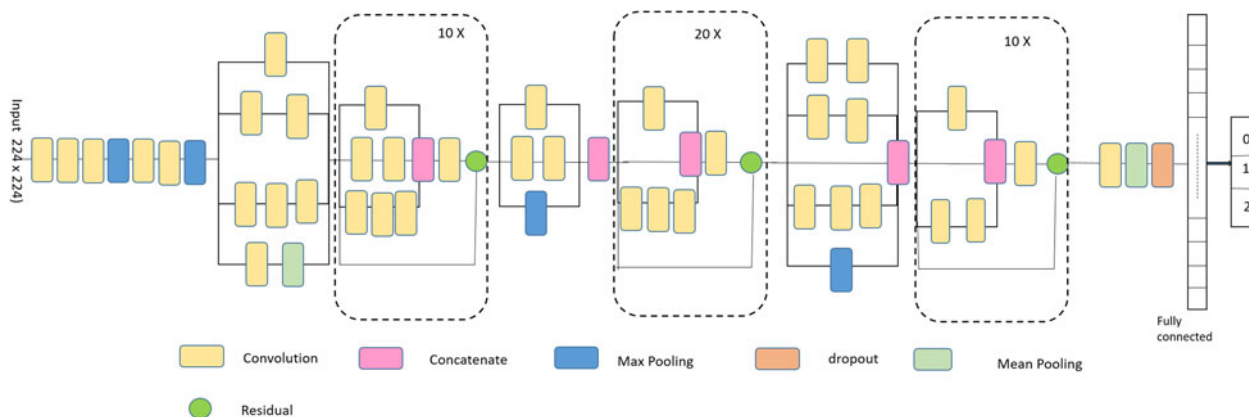 Input 224 x 224)
10 X
20 X
10 X
0
1
2
Fully
connected
Convolution
Concatenate
Max Pooling
dropout
Mean Pooling
Residual